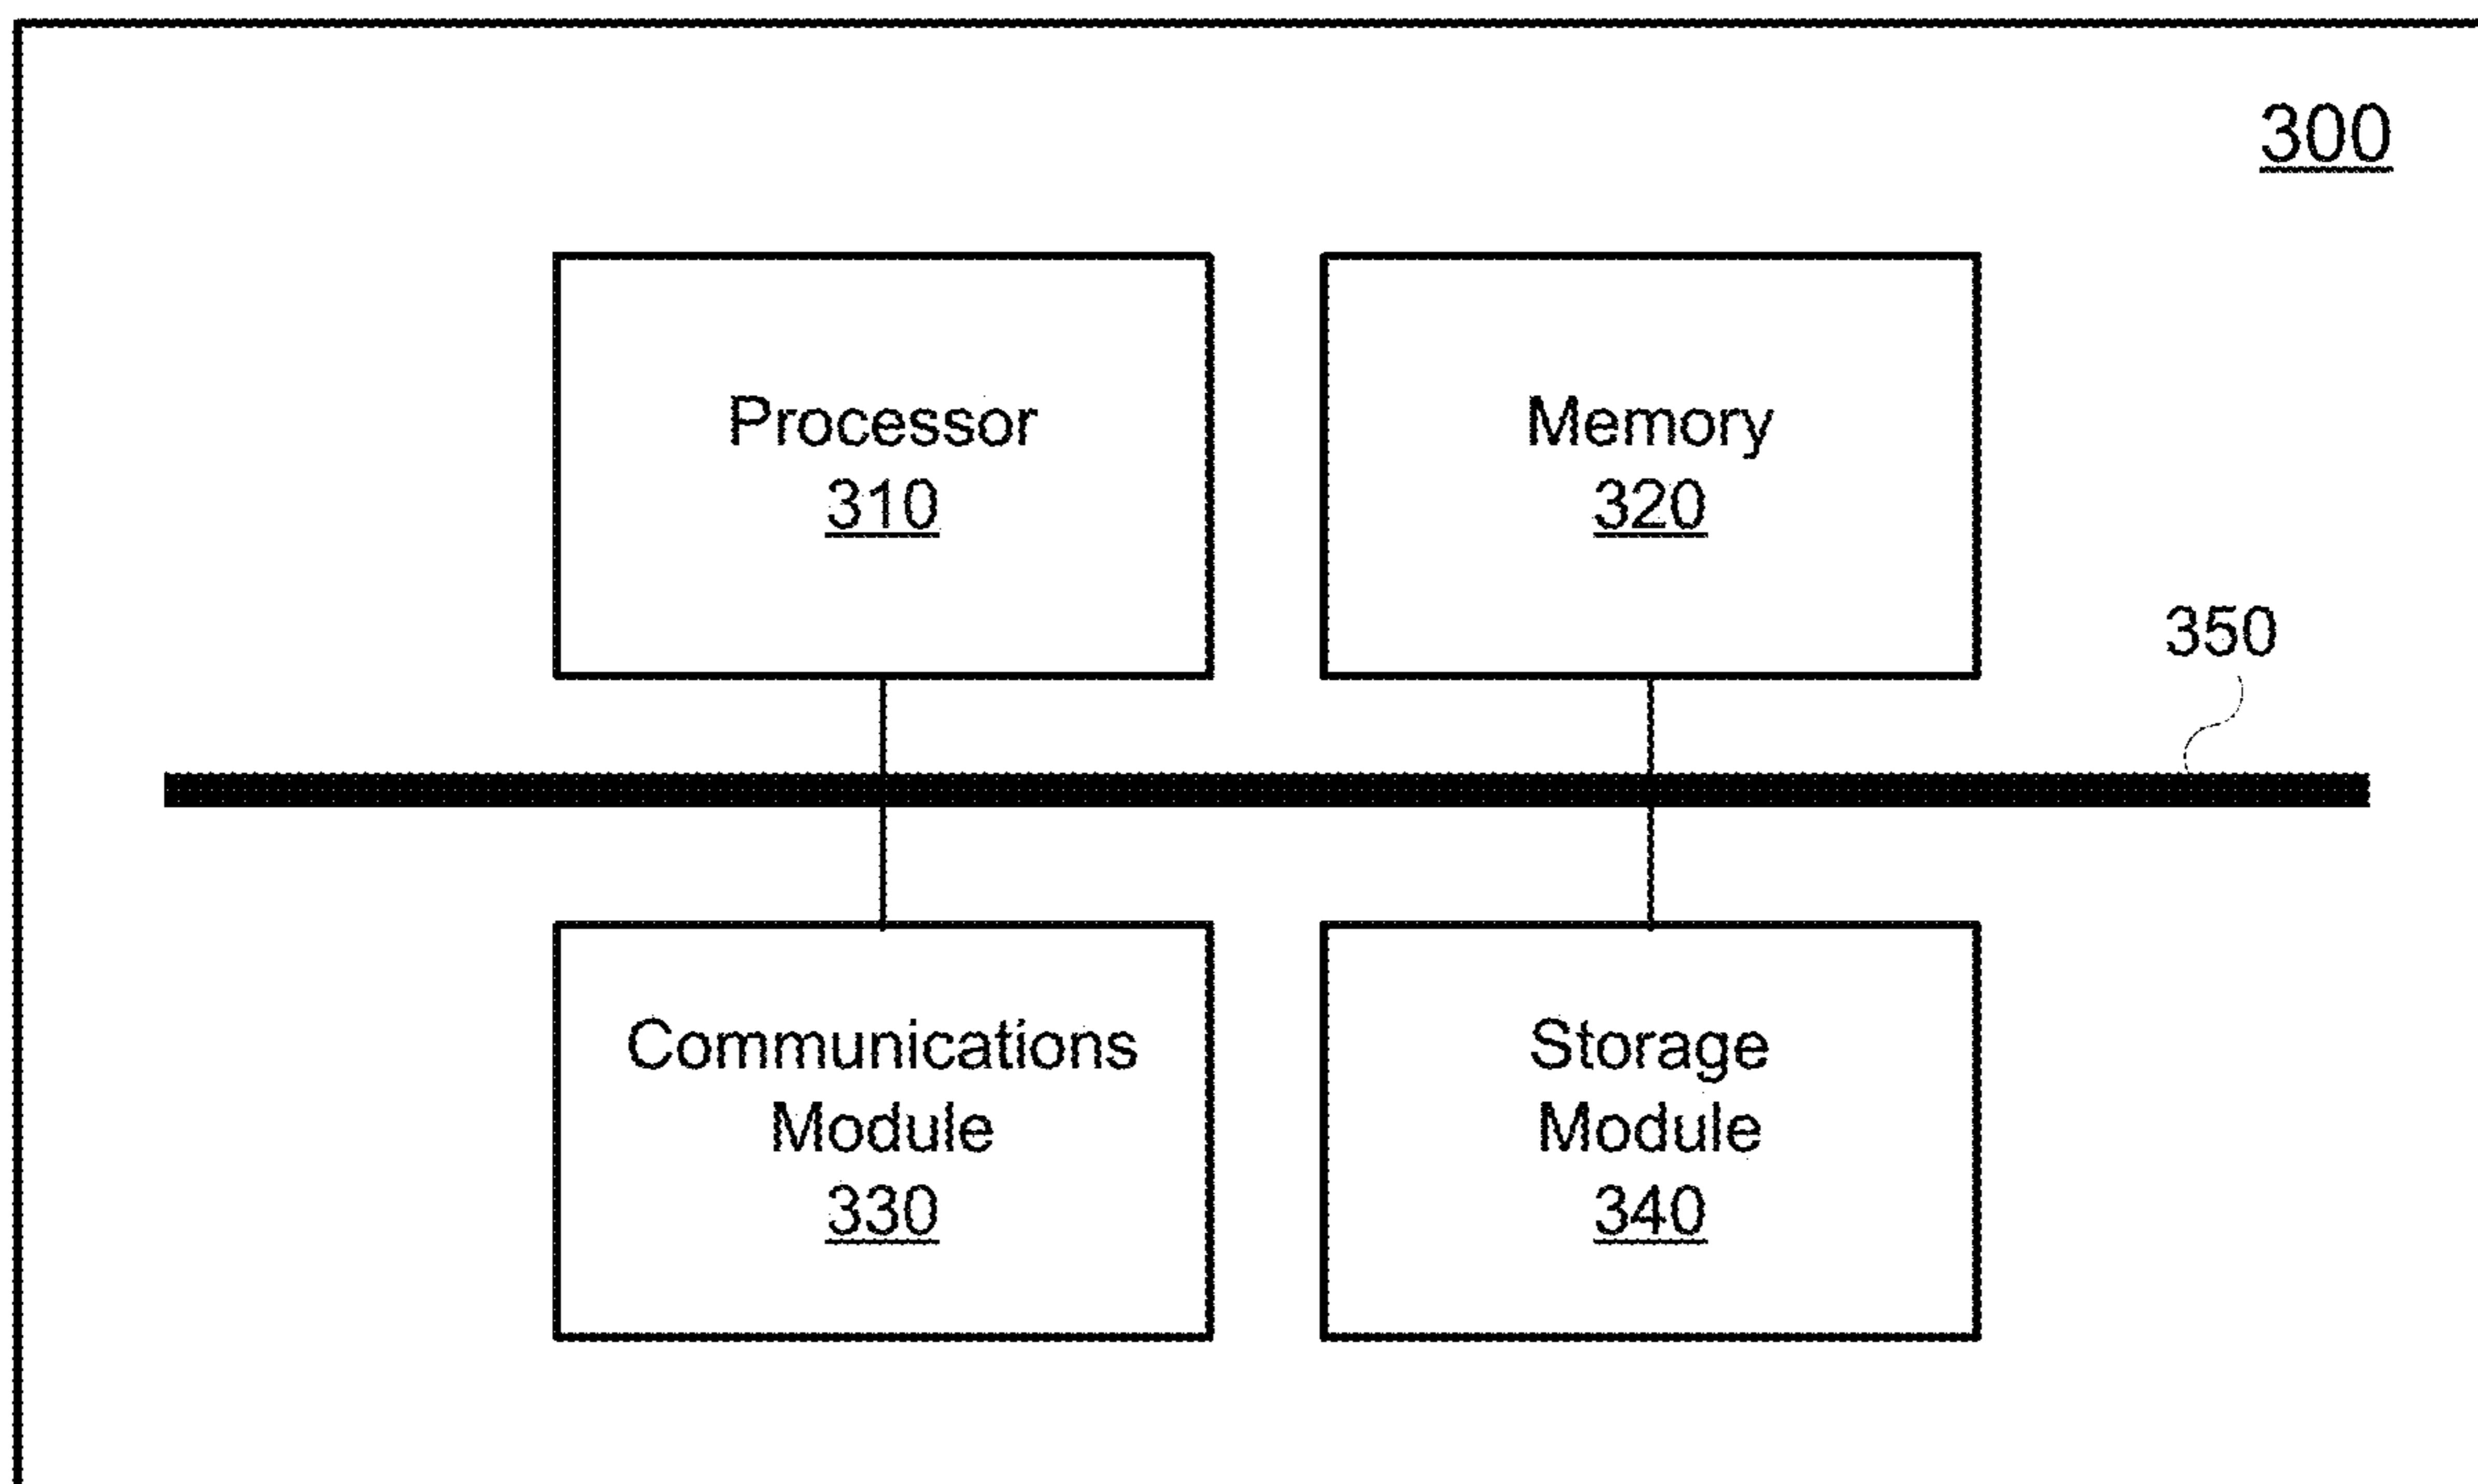 300
Processor
310
Memory
320
350
Communications
Module
330
Storage
Module
340